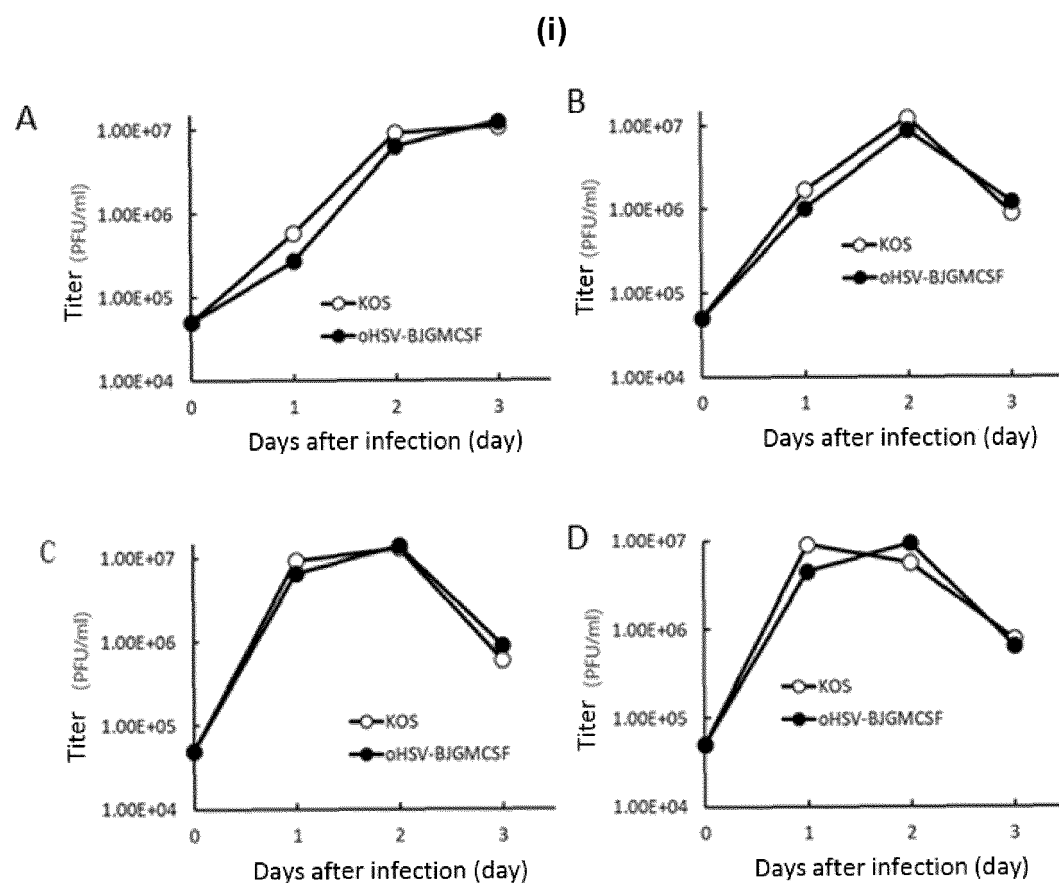 (i)
A
1.00E+07
1.00E+06
1.00E+05
1.00E+04
Titer (PFU/ml)
KOS
oHSV-BJGMCSF
0 1 2 3
Days after infection (day)
B
1.00E+07
1.00E+06
1.00E+05
1.00E+04
Titer (PFU/ml)
KOS
oHSV-BJGMCSF
0 1 2 3
Days after infection (day)
C
1.00E+07
1.00E+06
1.00E+05
1.00E+04
Titer (PFU/ml)
KOS
oHSV-BJGMCSF
0 1 2 3
Days after infection (day)
D
1.00E+07
1.00E+06
1.00E+05
1.00E+04
Titer (PFU/ml)
KOS
oHSV-BJGMCSF
0 1 2 3
Days after infection (day)